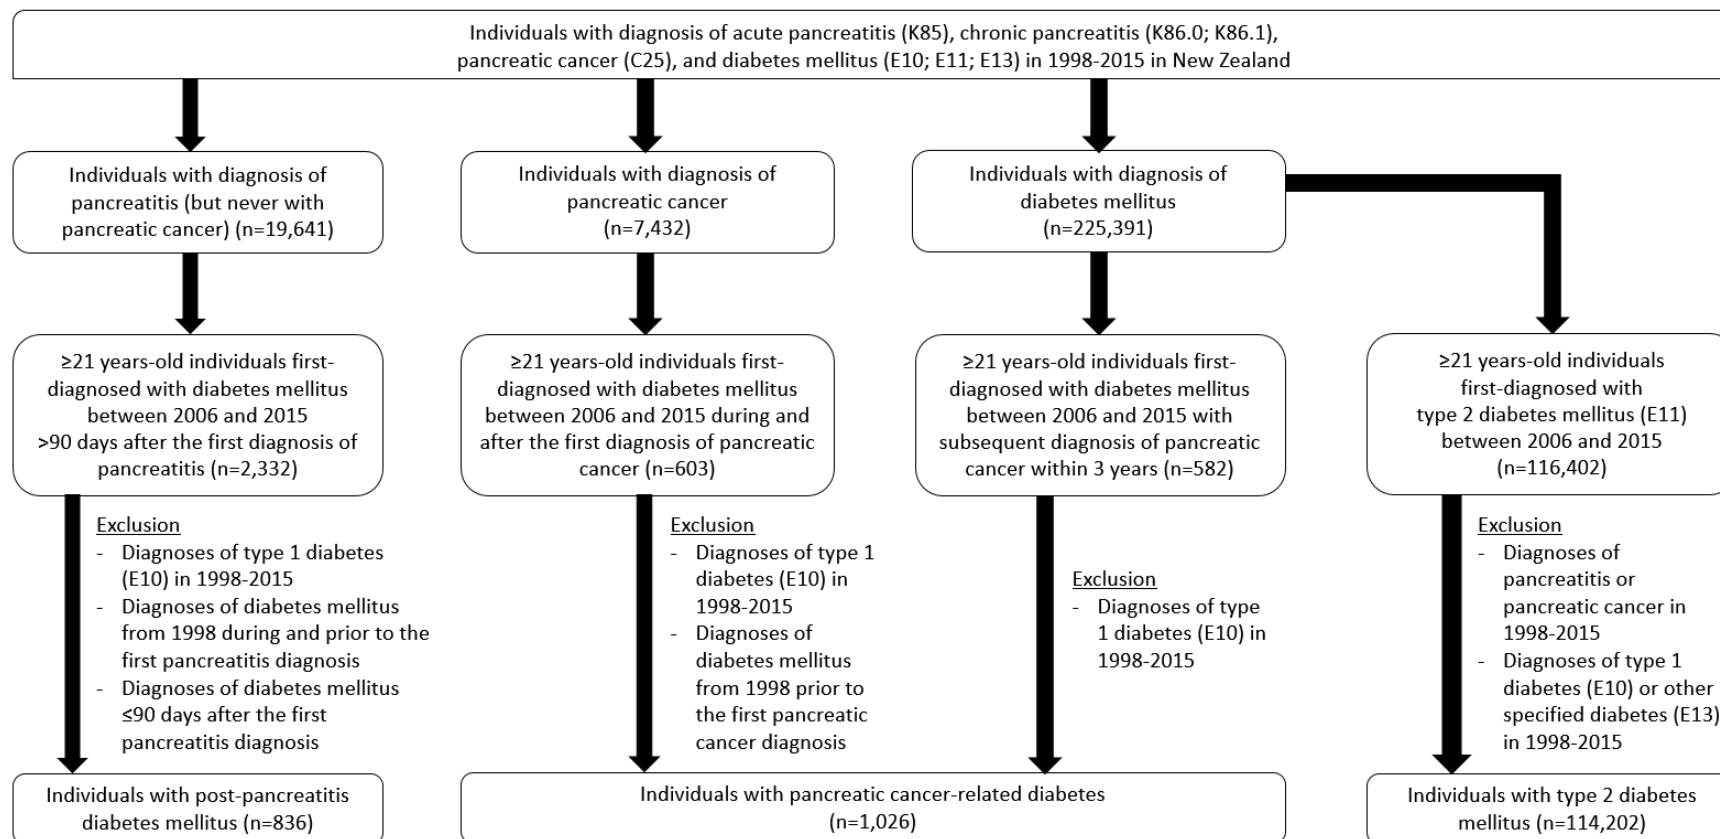 Individuals with diagnosis of acute pancreatitis (K85), chronic pancreatitis (K86.0; K86.1),
pancreatic cancer (C25), and diabetes mellitus (E10; E11; E13) in 1998-2015 in New Zealand
Individuals with diagnosis of
pancreatitis (but never with
pancreatic cancer) (n=19,641)
Individuals with diagnosis of
pancreatic cancer
(n=7,432)
Individuals with diagnosis of
diabetes mellitus
(n=225,391)
≥21 years-old individuals first-
diagnosed with diabetes mellitus
between 2006 and 2015
>90 days after the first diagnosis of
pancreatitis (n=2,332)
≥21 years-old individuals first-
diagnosed with diabetes mellitus
between 2006 and 2015 during and
after the first diagnosis of pancreatic
cancer (n=603)
≥21 years-old individuals first-
diagnosed with diabetes mellitus
between 2006 and 2015 with
subsequent diagnosis of pancreatic
cancer within 3 years (n=582)
≥21 years-old individuals
first-diagnosed with
type 2 diabetes mellitus (E11)
between 2006 and 2015
(n=116,402)
Exclusion
- Diagnoses of type 1 diabetes
(E10) in 1998-2015
- Diagnoses of diabetes mellitus
from 1998 during and prior to the
first pancreatitis diagnosis
- Diagnoses of diabetes mellitus
≤90 days after the first
pancreatitis diagnosis
Exclusion
- Diagnoses of type 1
diabetes (E10) in
1998-2015
- Diagnoses of
diabetes mellitus
from 1998 prior to
the first pancreatic
cancer diagnosis
Exclusion
- Diagnoses of type
1 diabetes (E10) in
1998-2015
Exclusion
- Diagnoses of
pancreatitis or
pancreatic cancer in
1998-2015
- Diagnoses of type 1
diabetes (E10) or other
specified diabetes (E13)
in 1998-2015
Individuals with post-pancreatitis
diabetes mellitus (n=836)
Individuals with pancreatic cancer-related diabetes
(n=1,026)
Individuals with type 2 diabetes
mellitus (n=114,202)